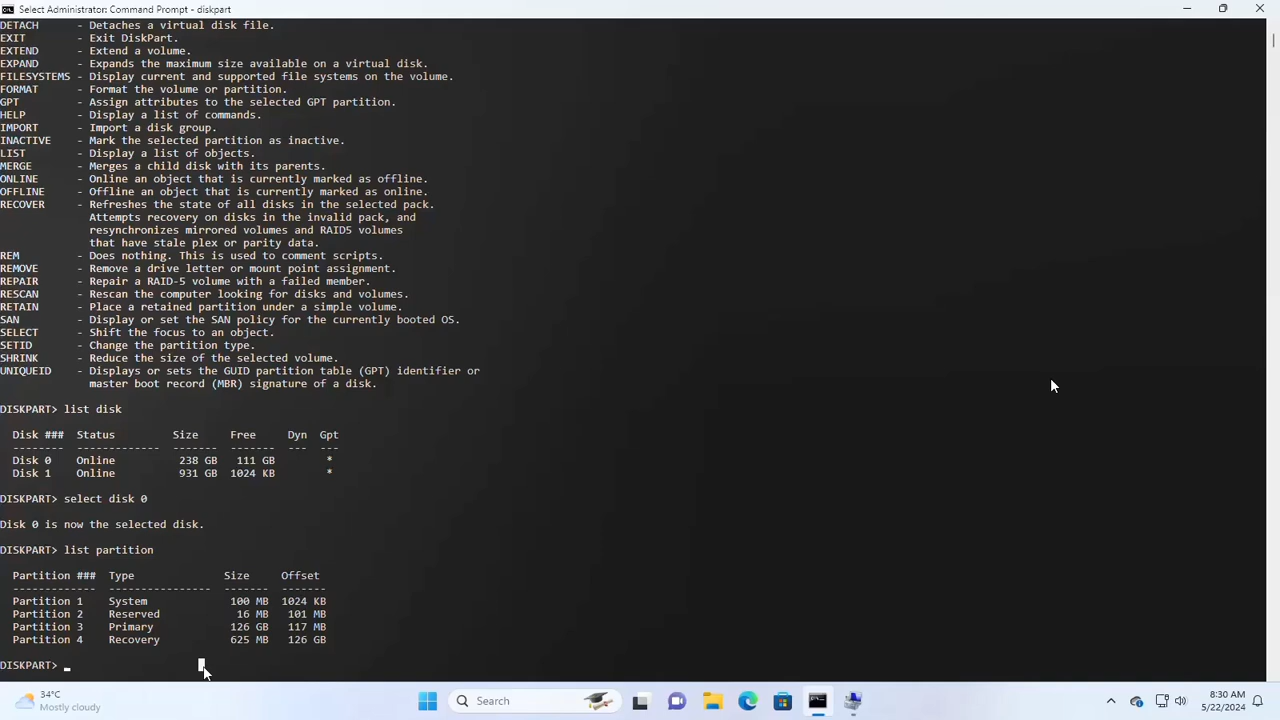 Select Administrator: Command Prompt - diskpart
DETACH - Detaches a virtual disk file.
EXIT - Exit DiskPart.
EXTEND - Extend a volume.
EXPAND - Expands the maximum size available on a virtual disk.
FILESYSTEMS - Display current and supported file systems on the volume.
FORMAT - Format the volume or partition.
GPT - Assign attributes to the selected GPT partition.
HELP - Display a list of commands.
IMPORT - Import a disk group.
INACTIVE - Mark the selected partition as inactive.
LIST - Display a list of objects.
MERGE - Merges a child disk with its parents.
ONLINE - Online an object that is currently marked as offline.
OFFLINE - Offline an object that is currently marked as online.
RECOVER - Refreshes the state of all disks in the selected pack.
Attempts recovery on disks in the invalid pack, and
resynchronizes mirrored volumes and RAID5 volumes
that have stale plex or parity data.
REM - Does nothing. This is used to comment scripts.
REMOVE - Remove a drive letter or mount point assignment.
REPAIR - Repair a RAID-5 volume with a failed member.
RESCAN - Rescan the computer looking for disks and volumes.
RETAIN - Place a retained partition under a simple volume.
SAN - Display or set the SAN policy for the currently booted OS.
SELECT - Shift the focus to an object.
SETID - Change the partition type.
SHRINK - Reduce the size of the selected volume.
UNIQUEID - Displays or sets the GUID partition table (GPT) identifier or
master boot record (MBR) signature of a disk.
DISKPART> list disk
Disk ### Status Size Free Dyn Gpt
-------- ------------- ------- ------- --- ---
Disk 0 Online 238 GB 111 GB *
Disk 1 Online 931 GB 1024 KB *
DISKPART> select disk 0
Disk 0 is now the selected disk.
DISKPART> list partition
Partition ### Type Size Offset
------------- ---------------- ------- -------
Partition 1 System 100 MB 1024 KB
Partition 2 Reserved 16 MB 101 MB
Partition 3 Primary 126 GB 117 MB
Partition 4 Recovery 625 MB 126 GB
DISKPART> _
34°C
Mostly cloudy
Search
8:30 AM
5/22/2024